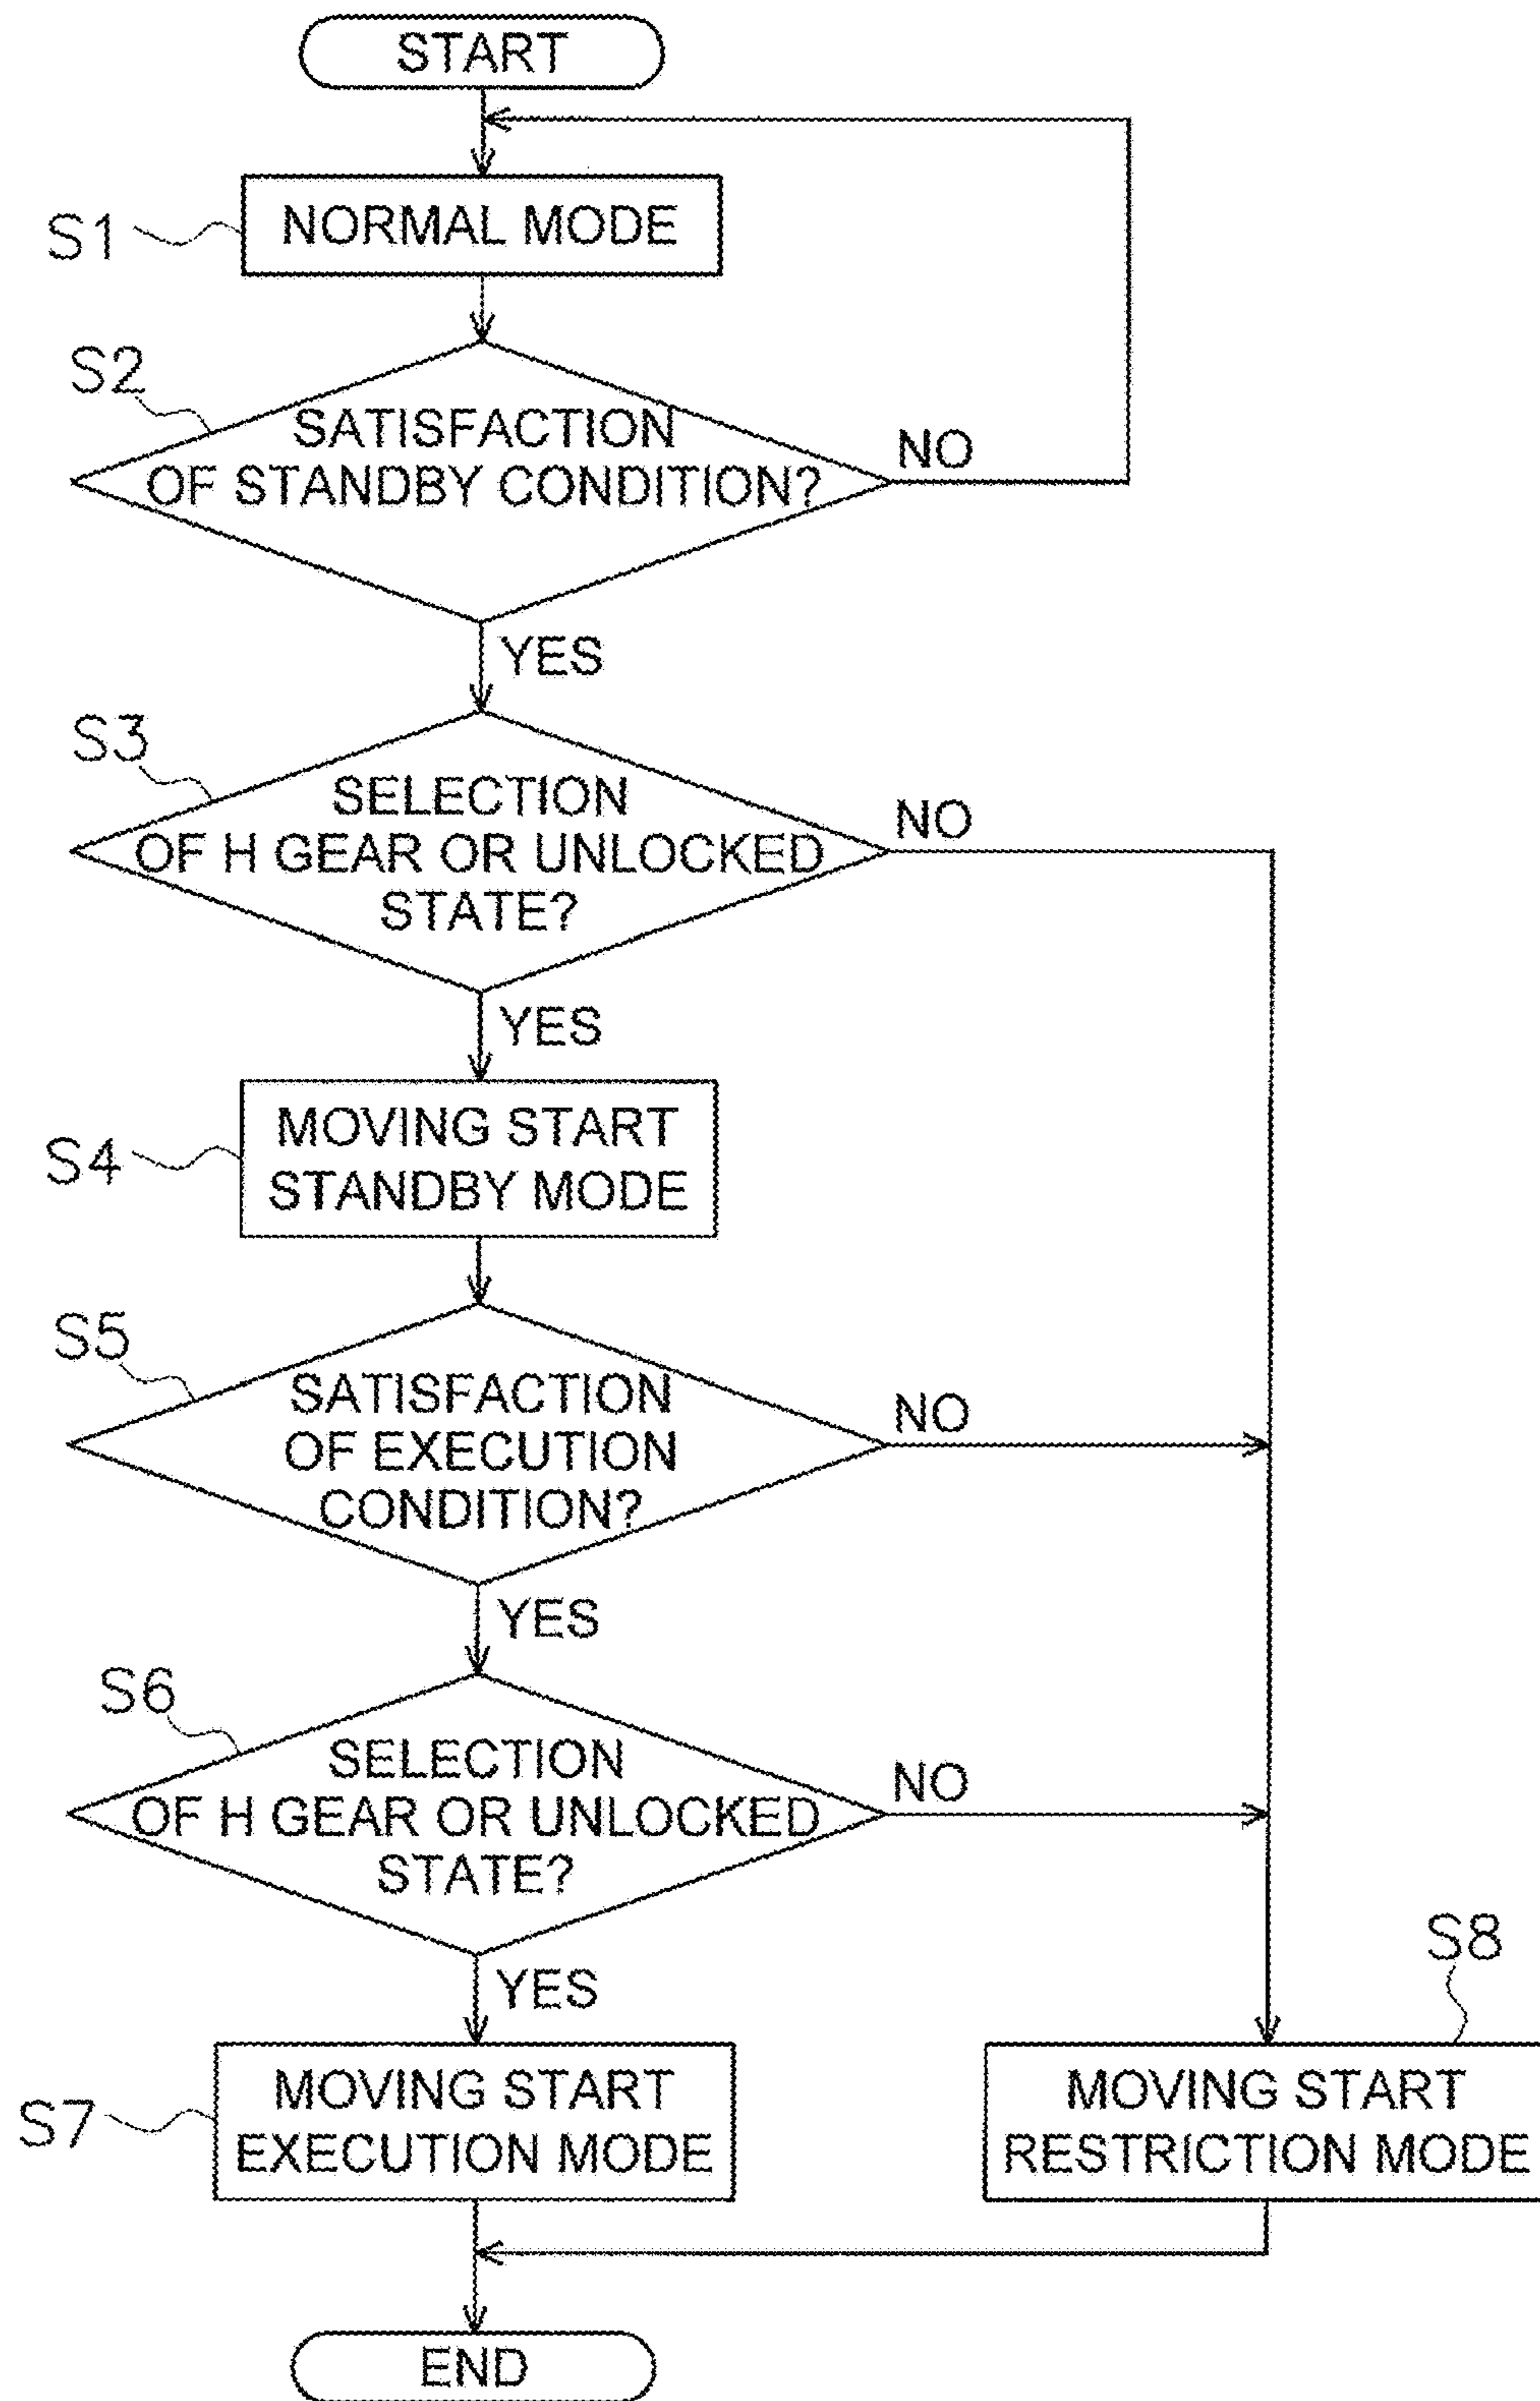 START
S1
NORMAL MODE
S2
SATISFACTION
OF STANDBY CONDITION?
NO
YES
S3
SELECTION
OF H GEAR OR UNLOCKED
STATE?
NO
YES
S4
MOVING START
STANDBY MODE
S5
SATISFACTION
OF EXECUTION
CONDITION?
NO
YES
S6
SELECTION
OF H GEAR OR UNLOCKED
STATE?
NO
YES
S7
MOVING START
EXECUTION MODE
S8
MOVING START
RESTRICTION MODE
END